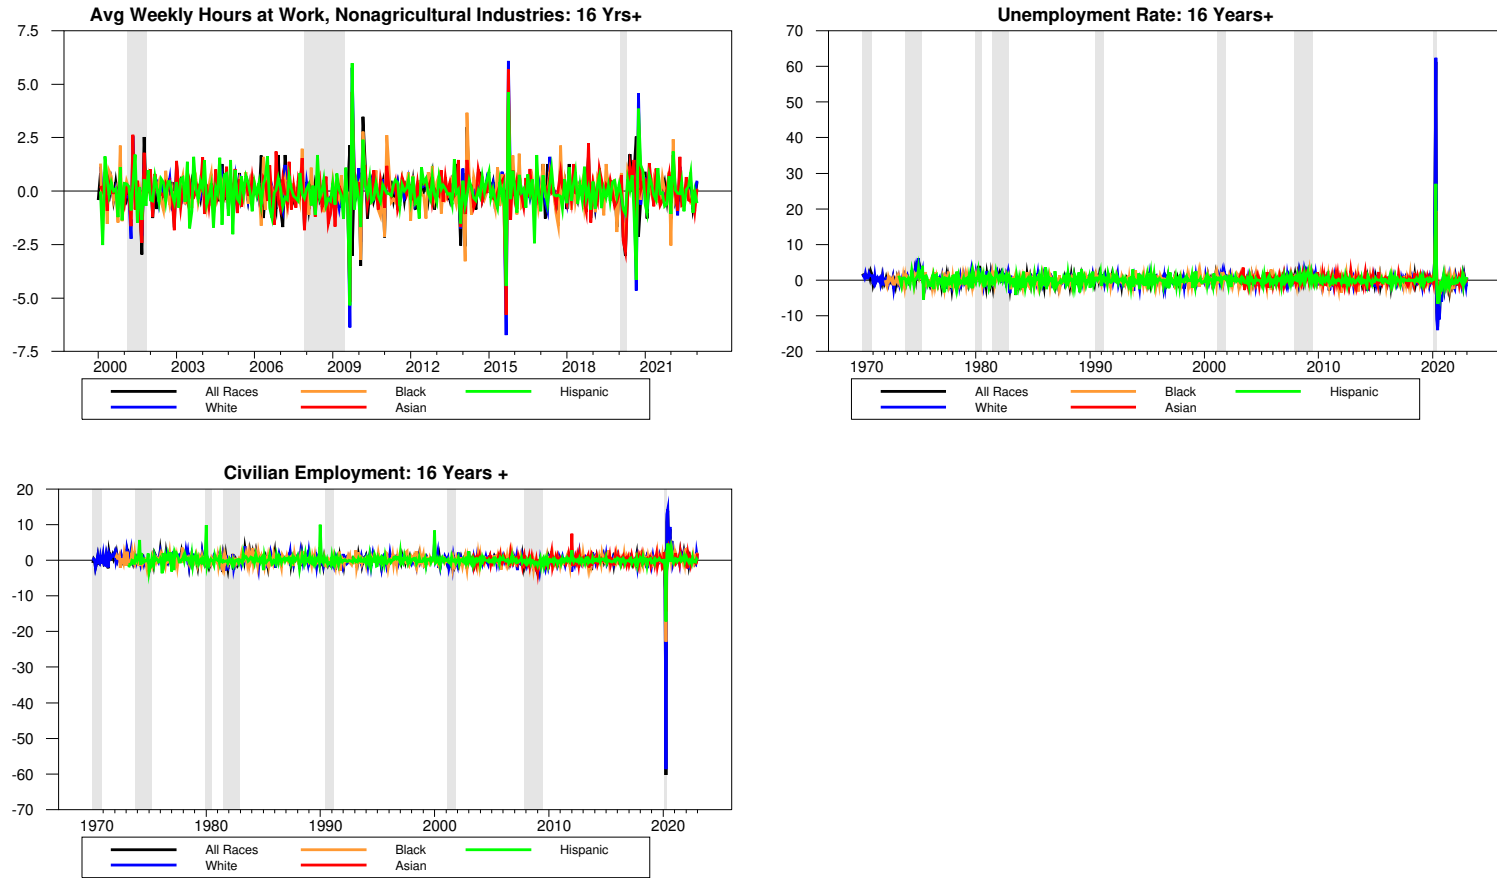 Avg Weekly Hours at Work, Nonagricultural Industries: 16 Yrs+
7.5
5.0
2.5
0.0
-2.5
-5.0
-7.5
2000 2003 2006 2009 2012 2015 2018 2021
All Races Black Hispanic
White Asian
Unemployment Rate: 16 Years+
70
60
50
40
30
20
10
0
-10
-20
1970 1980 1990 2000 2010 2020
All Races Black Hispanic
White Asian
Civilian Employment: 16 Years +
20
10
0
-10
-20
-30
-40
-50
-60
-70
1970 1980 1990 2000 2010 2020
All Races Black Hispanic
White Asian